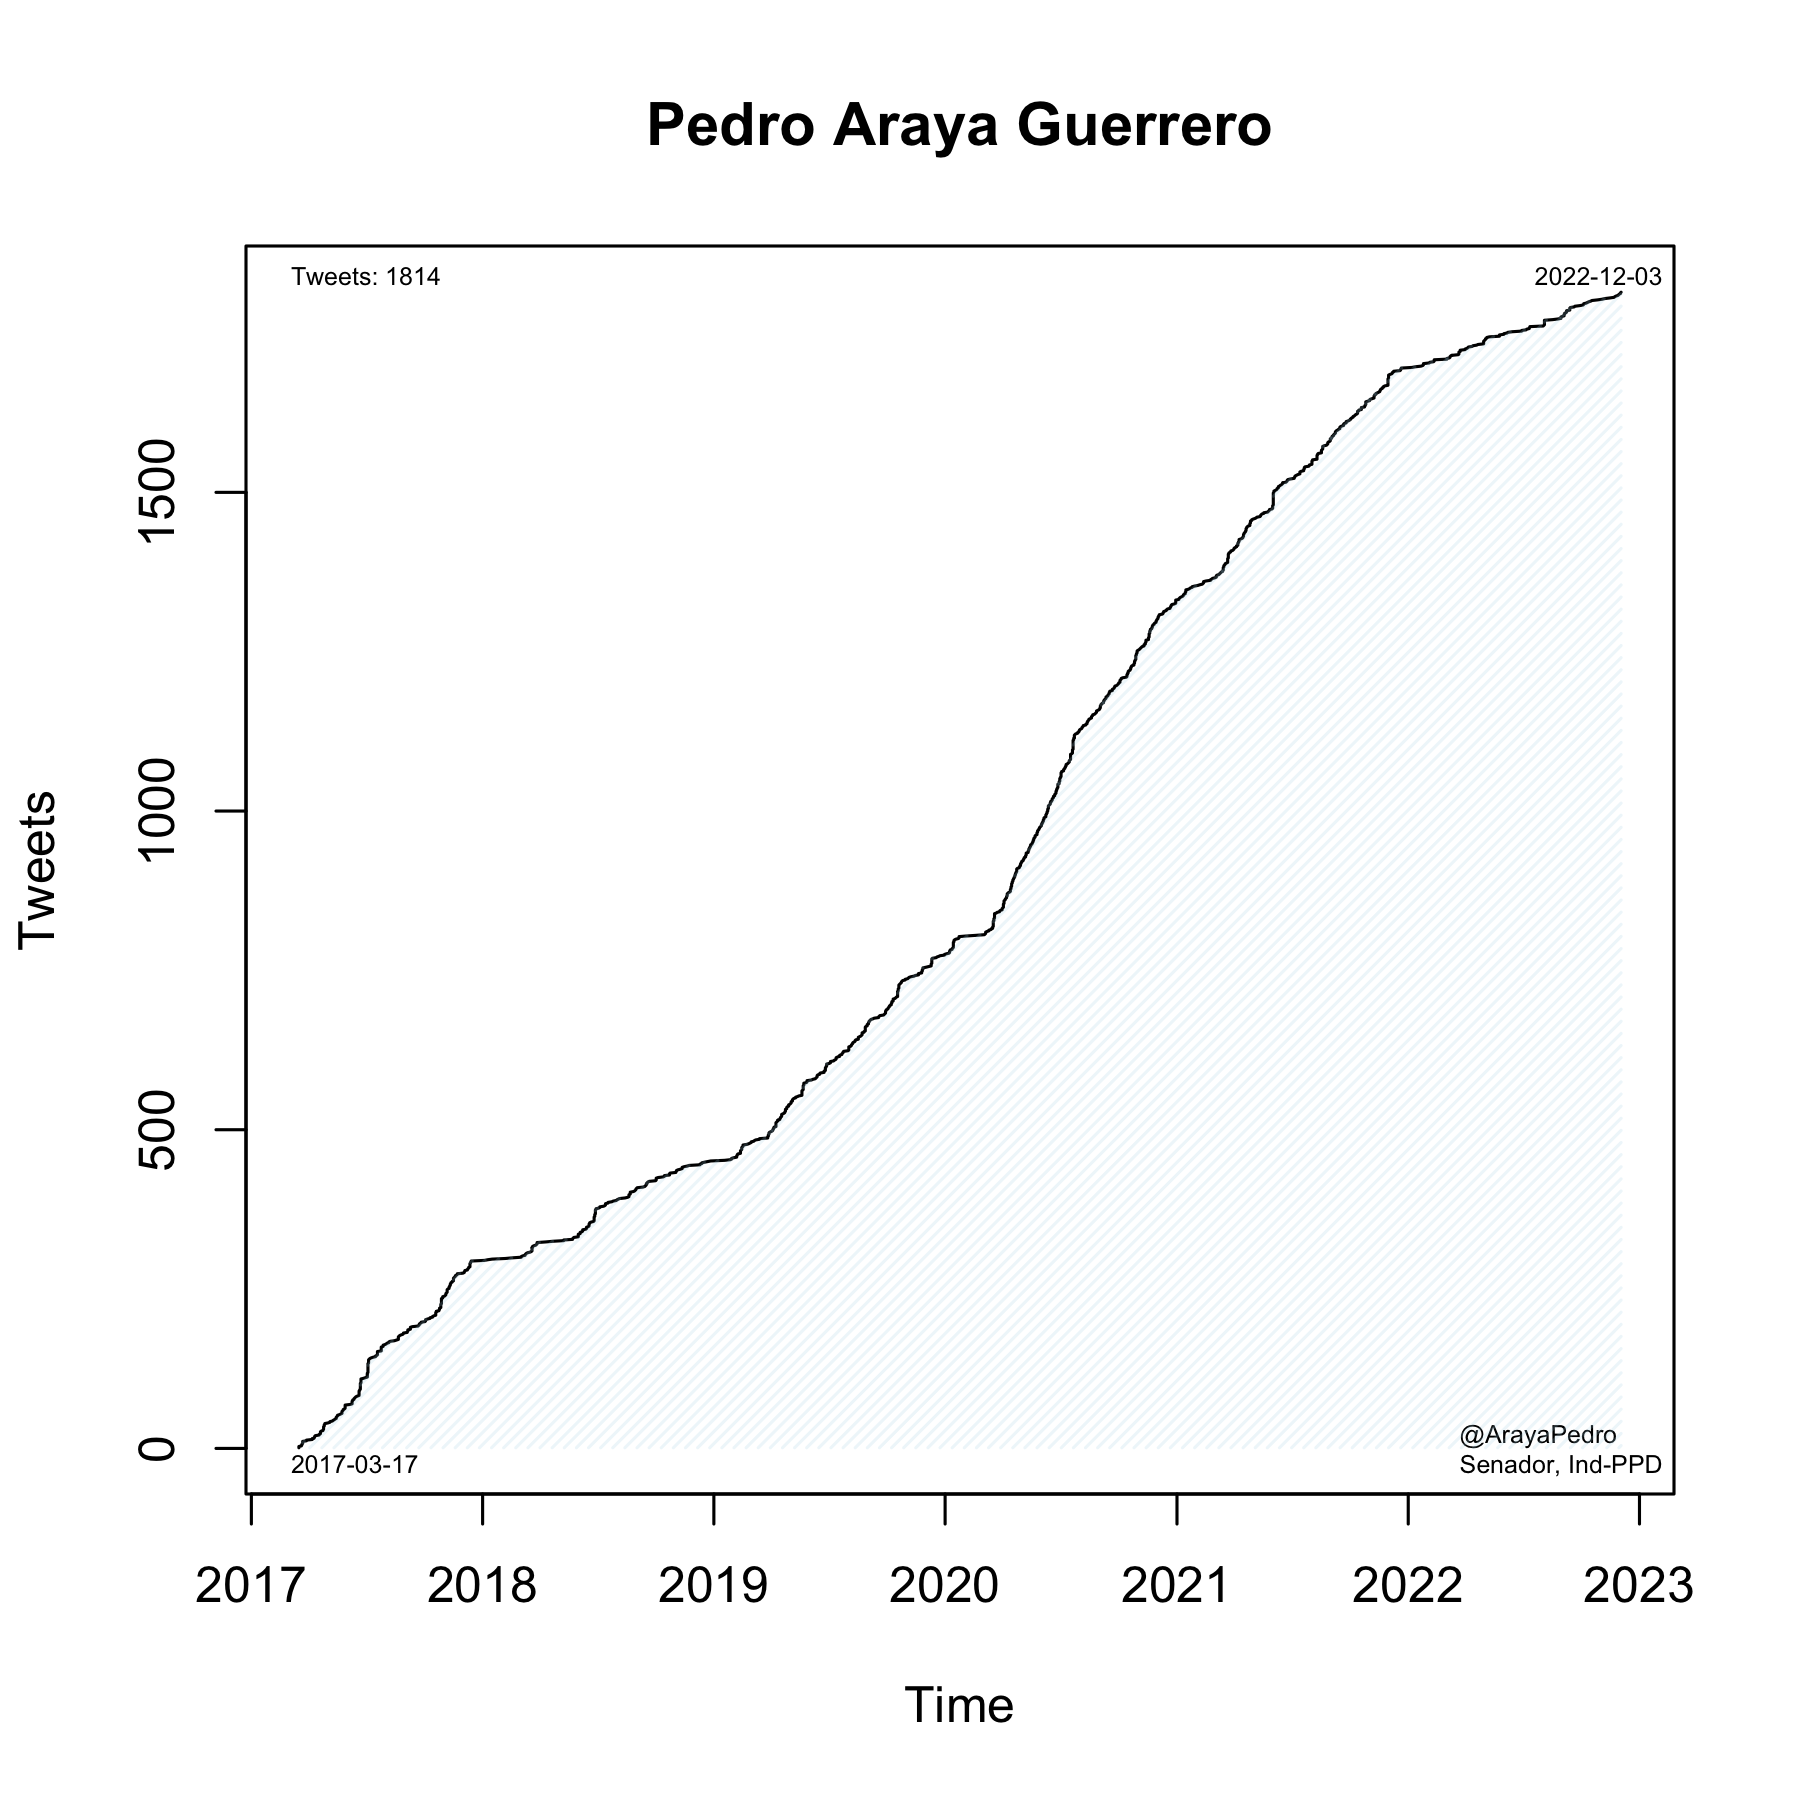 Pedro Araya Guerrero
Tweets: 1814
2022-12-03
1500
1000
500
0
Tweets
@ArayaPedro
Senador, Ind-PPD
2017-03-17
2017 2018 2019 2020 2021 2022 2023
Time